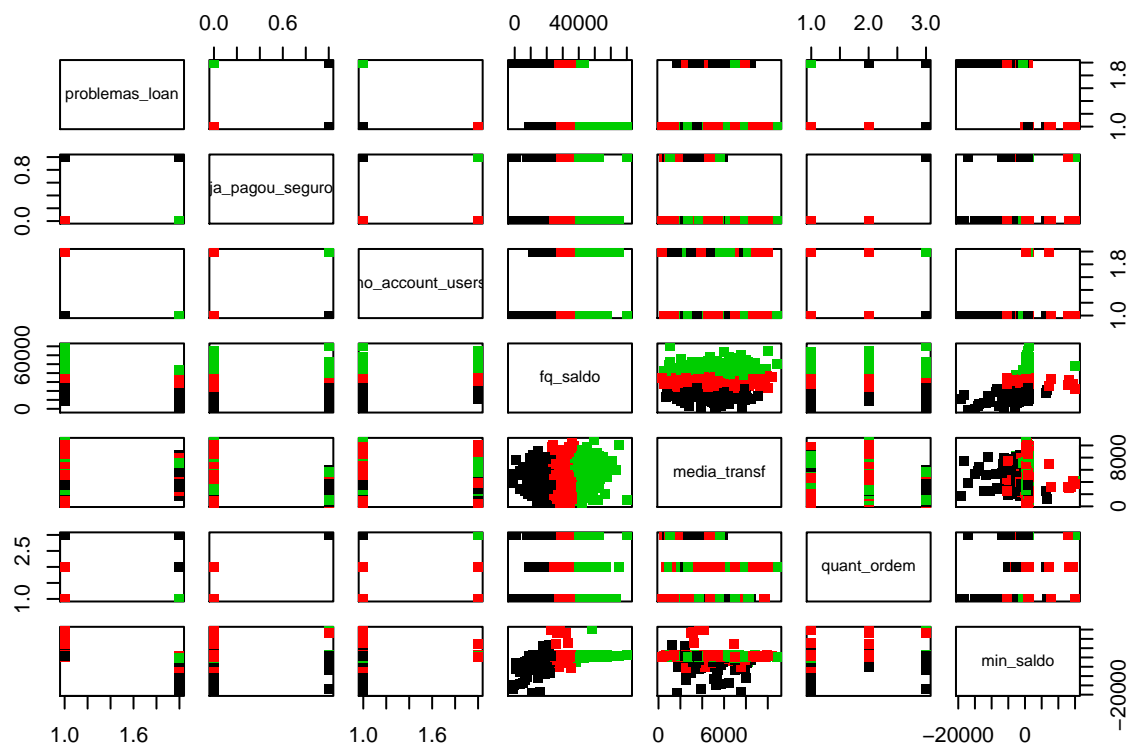 0.0 0.6 0 40000 1.0 2.0 3.0
problemas_loan 1.0 1.8
0.0 0.8 ja_pagou_seguro
no_account_users 1.0 1.8
0 60000 fq_saldo
media_transf 0 8000
1.0 2.5 quant_ordem
min_saldo −20000
1.0 1.6 1.0 1.6 0 6000 −20000 0